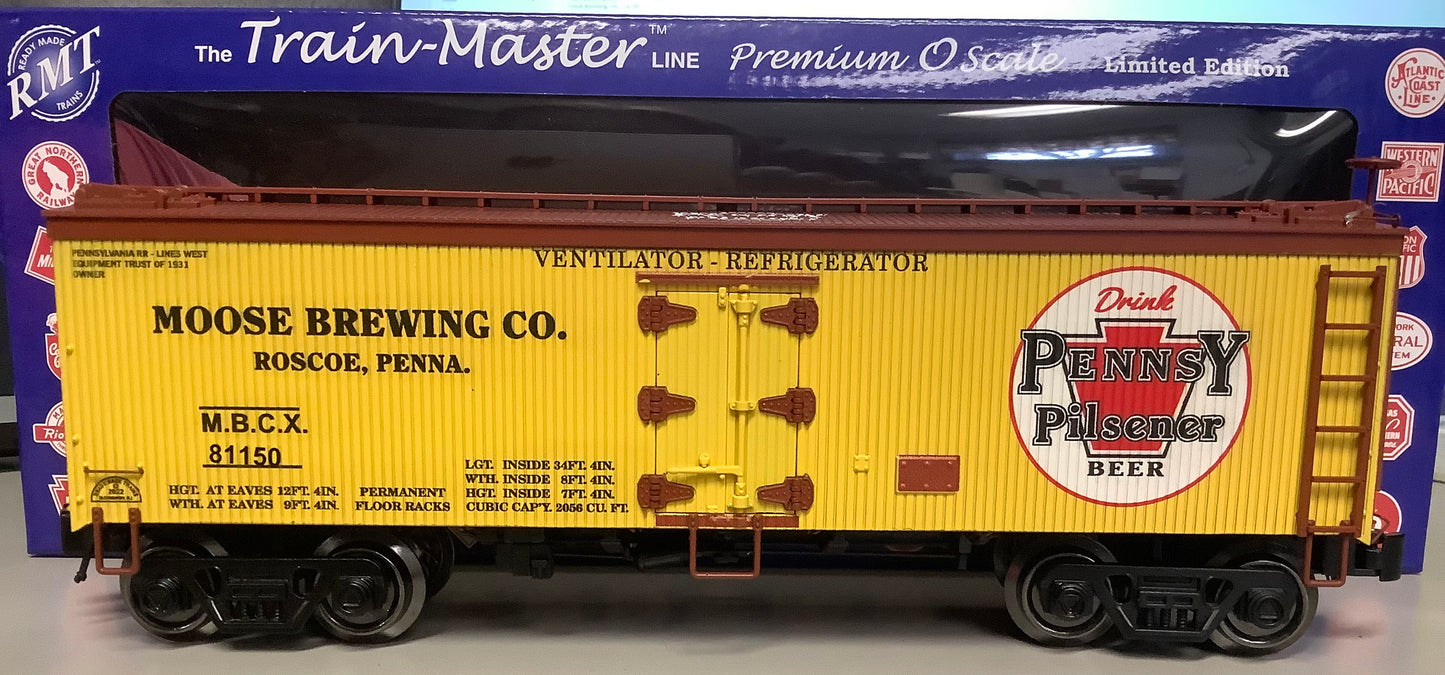 READY MADE
RMT
TRAINS
The Train-Master™ LINE Premium O Scale Limited Edition
ATLANTIC
COAST
LINE
GREAT NORTHERN
RAILWAY
WESTERN
PACIFIC
PENNSYLVANIA RR - LINES WEST
EQUIPMENT TRUST OF 1931
OWNER
VENTILATOR - REFRIGERATOR
MOOSE BREWING CO.
ROSCOE, PENNA.
M.B.C.X.
81150
HGT. AT EAVES 12FT. 4IN.
WTH. AT EAVES 9FT. 4IN.
PERMANENT
FLOOR RACKS
LGT. INSIDE 34FT. 4IN.
WTH. INSIDE 8FT. 4IN.
HGT. INSIDE 7FT. 4IN.
CUBIC CAP'Y. 2056 CU. FT.
Drink
PENNSY
Pilsener
BEER